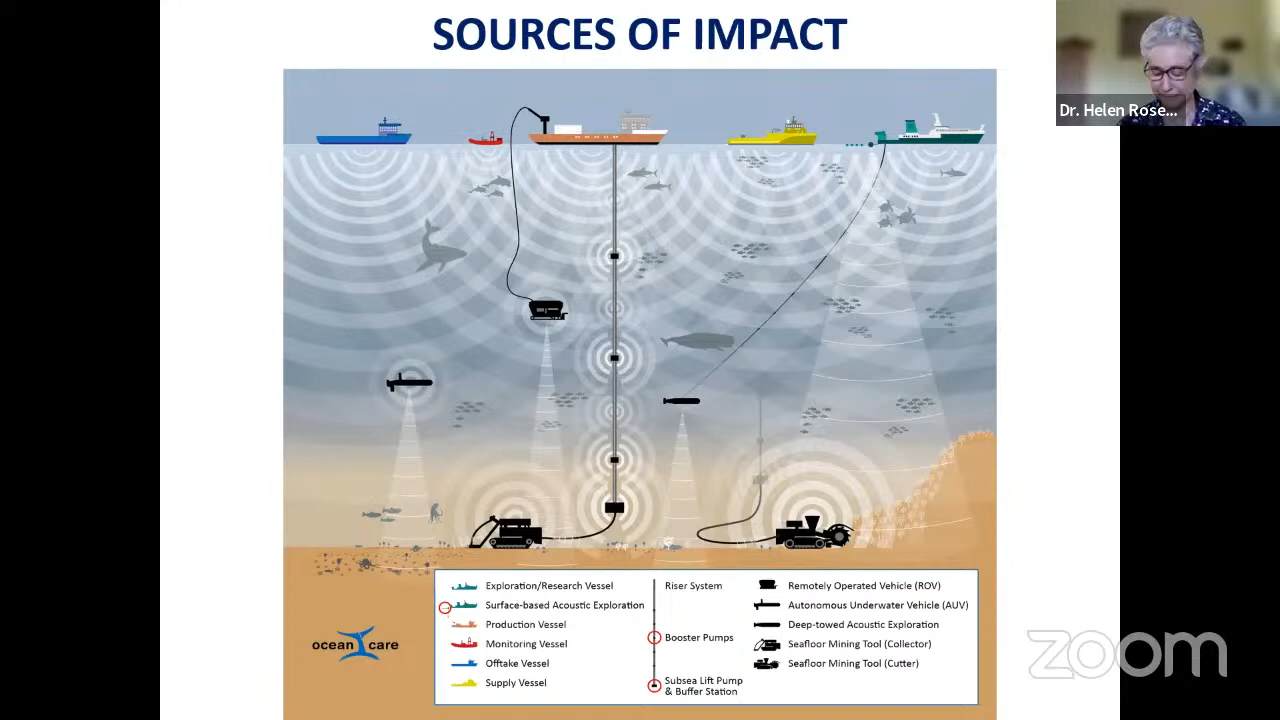 SOURCES OF IMPACT
Dr. Helen Rose...
Exploration/Research Vessel
Surface-based Acoustic Exploration
Production Vessel
Monitoring Vessel
Offtake Vessel
Supply Vessel
Riser System
Booster Pumps
Subsea Lift Pump
& Buffer Station
Remotely Operated Vehicle (ROV)
Autonomous Underwater Vehicle (AUV)
Deep-towed Acoustic Exploration
Seafloor Mining Tool (Collector)
Seafloor Mining Tool (Cutter)
ocean care
zoom